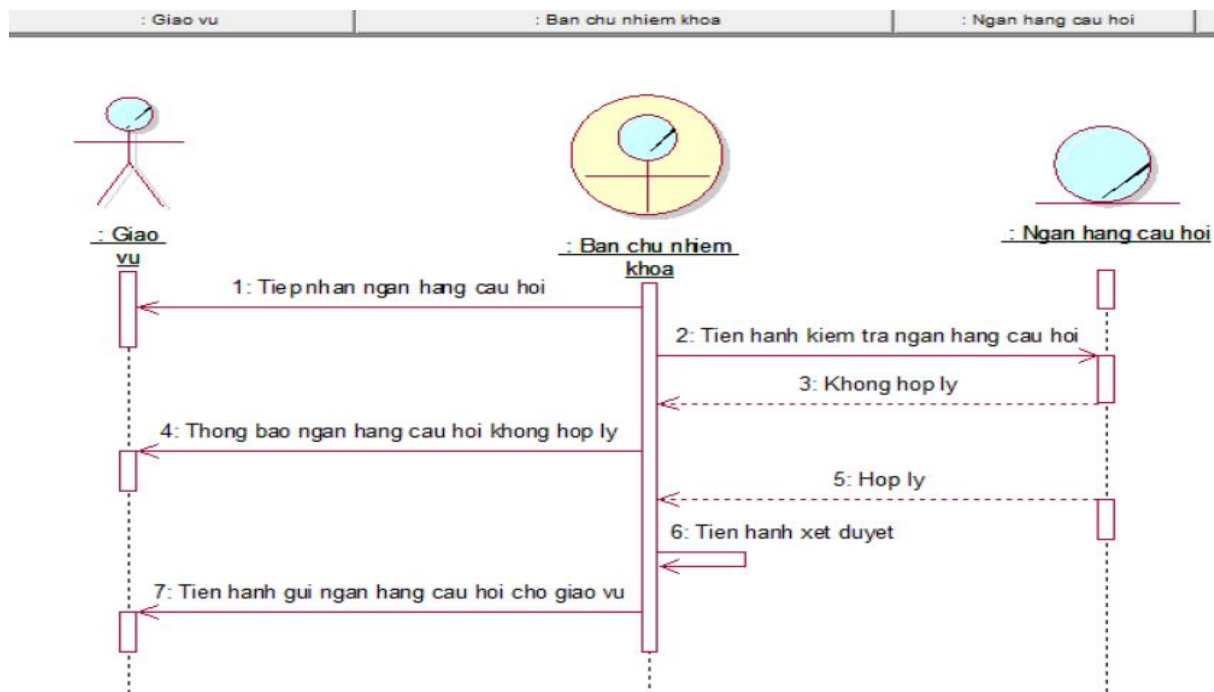 : Giao vu
: Ban chu nhiem khoa
: Ngan hang cau hoi
: Giao
vu
: Ban chu nhiem
khoa
: Ngan hang cau hoi
1: Tiepnhan ngan hang cau hoi
2: Tien hanh kiem tra ngan hang cau hoi
3: Khong hop ly
4: Thong bao ngan hang cau hoi khong hop ly
5: Hop ly
6: Tien hanh xet duyet
7: Tien hanh gui ngan hang cau hoi cho giao vu